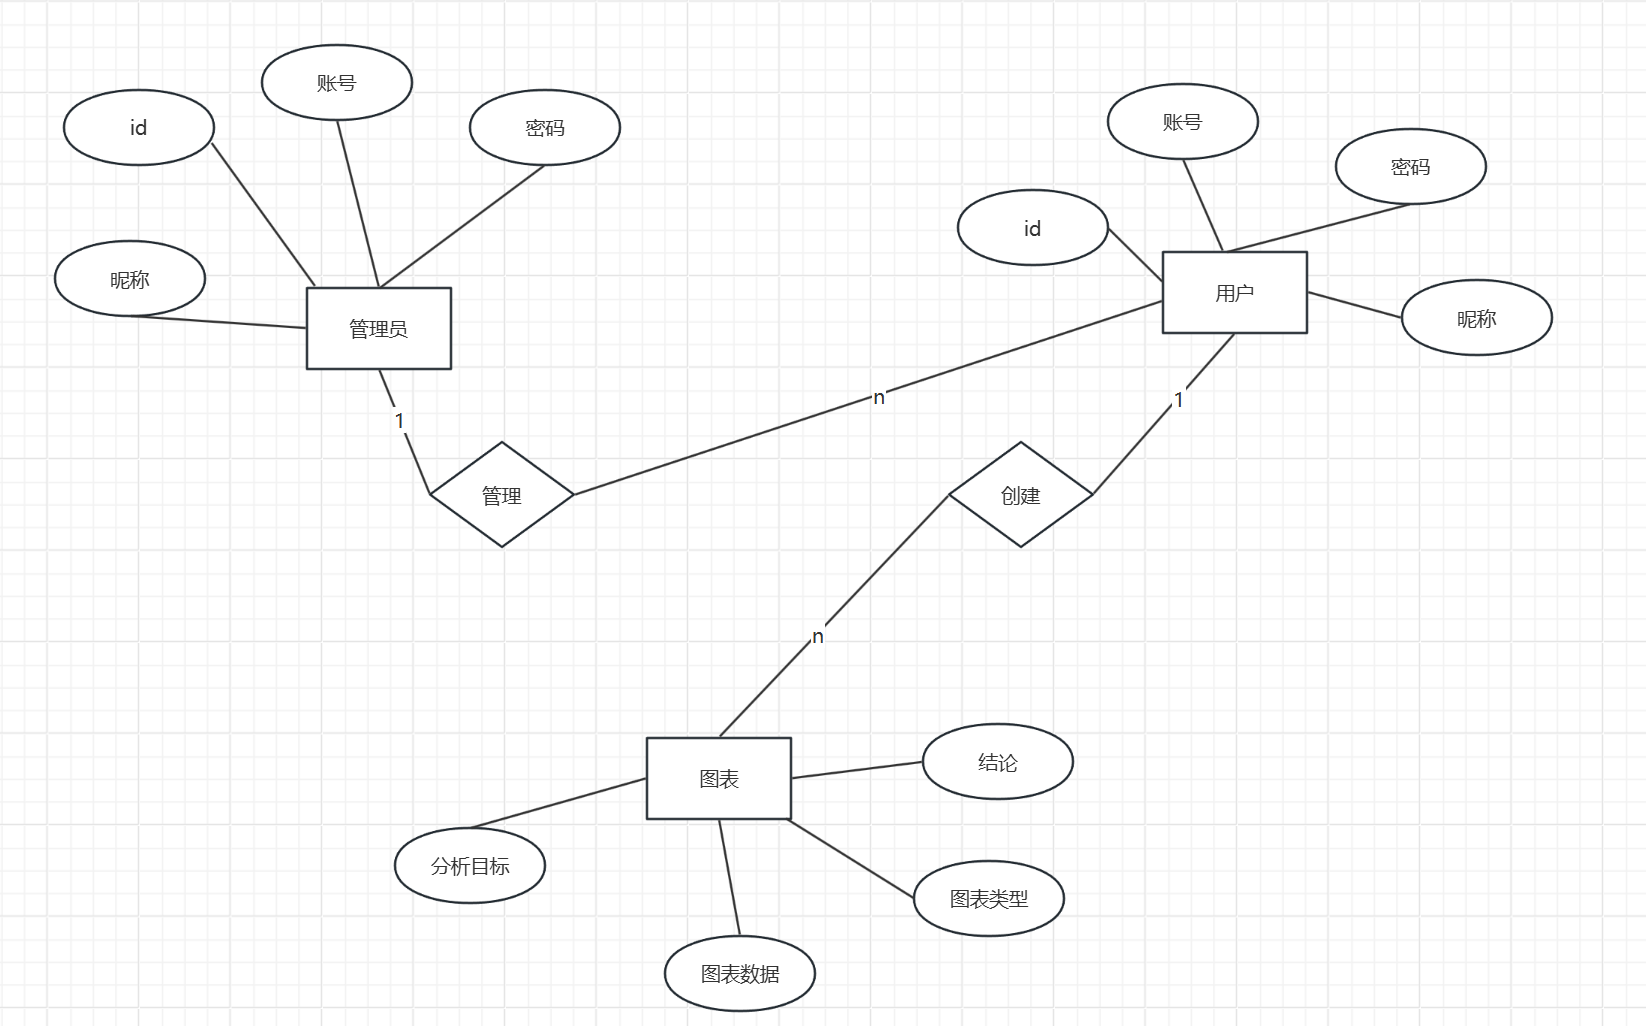 账号
id
密码
昵称
管理员
账号
密码
id
用户
昵称
n
1
1
管理
创建
n
图表
结论
分析目标
图表类型
图表数据